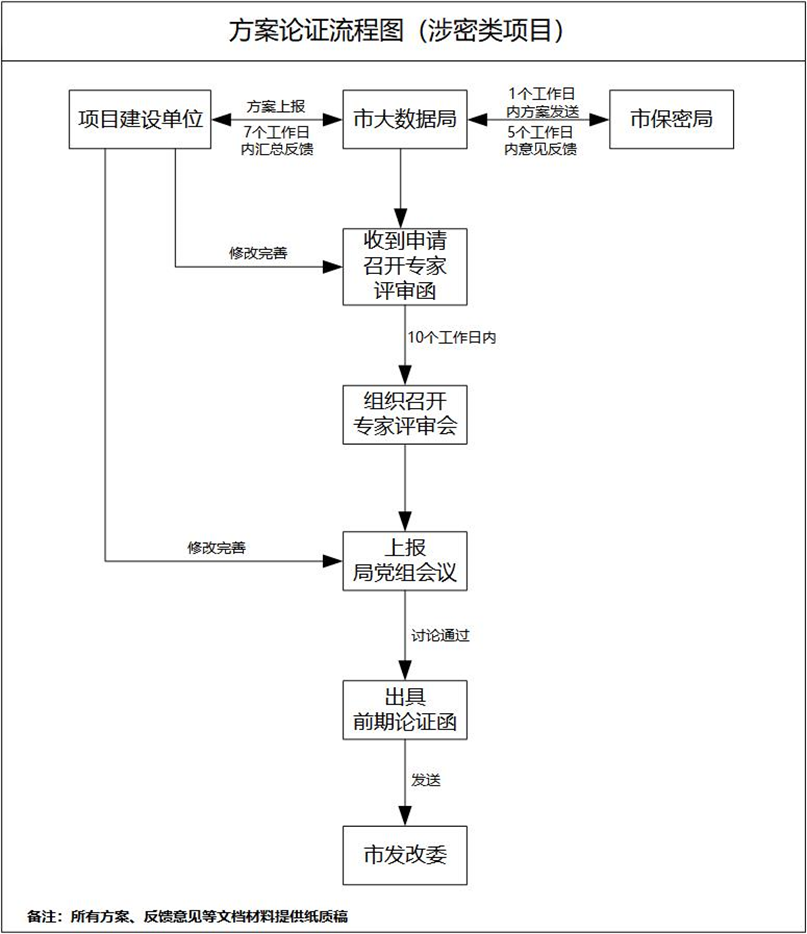 方案论证流程图（涉密类项目）
项目建设单位
方案上报
7个工作日
内汇总反馈
市大数据局
1个工作日
内方案发送
5个工作日
内意见反馈
市保密局
修改完善
收到申请
召开专家
评审函
10个工作日内
组织召开
专家评审会
修改完善
上报
局党组会议
讨论通过
出具
前期论证函
发送
市发改委
备注：所有方案、反馈意见等文档材料提供纸质稿